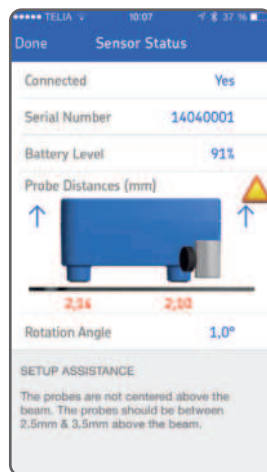 TELIA 10:07 37 %
Done Sensor Status
Connected Yes
Serial Number 14040001
Battery Level 91%
Probe Distances (mm)
2,14 2,10
Rotation Angle 1,0°
SETUP ASSISTANCE
The probes are not centered above the
beam. The probes should be between
2.5mm & 3.5mm above the beam.